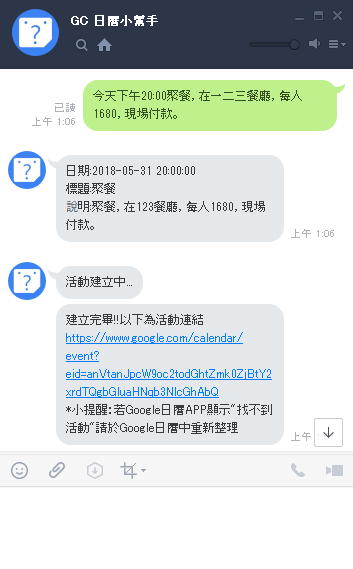 GC 日曆小幫手
今天下午20:00聚餐, 在一二三餐廳, 每人
1680, 現場付款。
已讀
上午 1:06
日期:2018-05-31 20:00:00
標題:聚餐
說明:聚餐, 在123餐廳, 每人1680, 現場
付款。
上午 1:06
活動建立中...
建立完畢!!以下為活動連結
https://www.google.com/calendar/
event?
eid=anVtanJpcW9oc2todGhtZmk0ZjBtY2
xrdTQgbGluaHNqb3NlcGhAbQ
*小提醒：若Google日曆APP顯示"找不到
活動"請於Google日曆中重新整理
上午